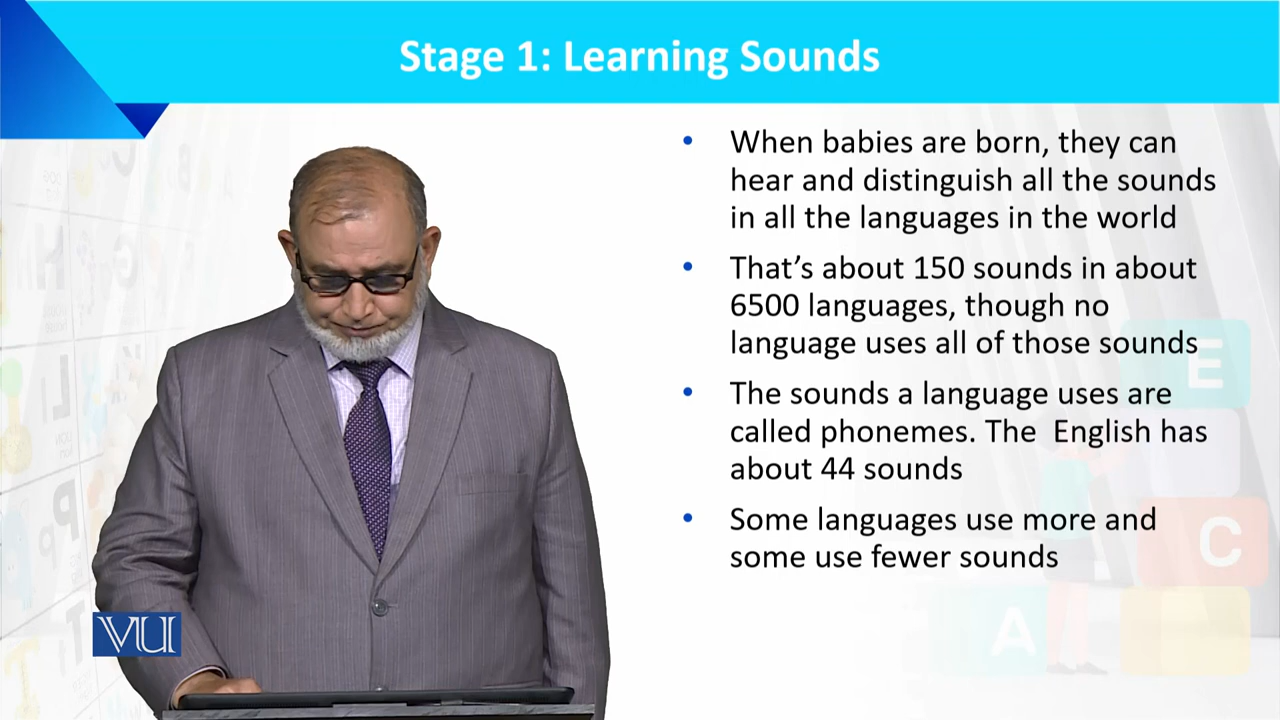 Stage 1: Learning Sounds
• When babies are born, they can
hear and distinguish all the sounds
in all the languages in the world
• That's about 150 sounds in about
6500 languages, though no
language uses all of those sounds
• The sounds a language uses are
called phonemes. The  English has
about 44 sounds
• Some languages use more and
some use fewer sounds
VU
E
C
A